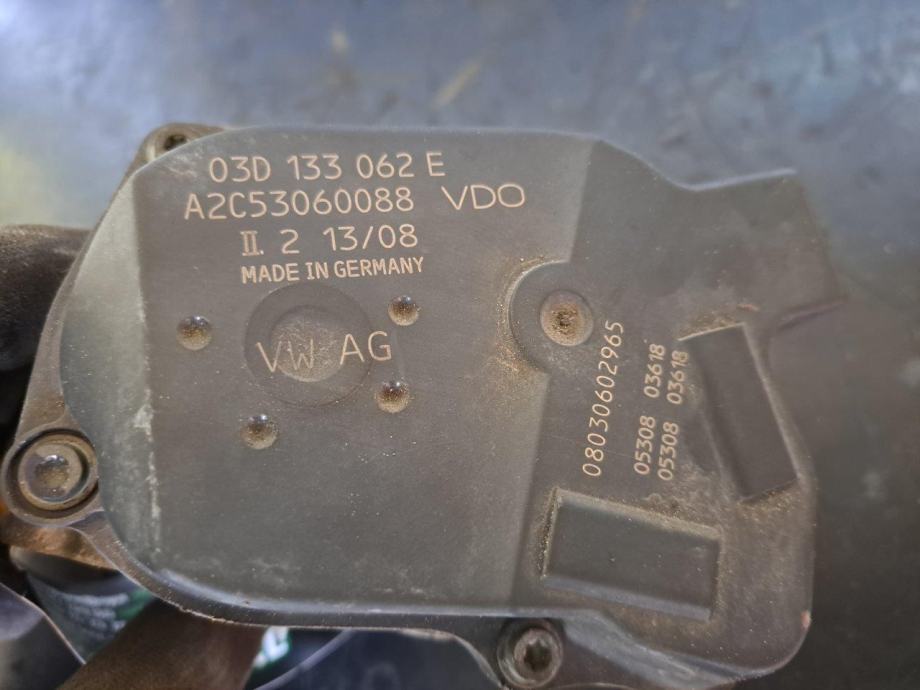 03D 133 062 E
A2C53060088 VDO
II. 2 13/08
MADE IN GERMANY
VW AG
08030602965
05308 03618
05308 03618